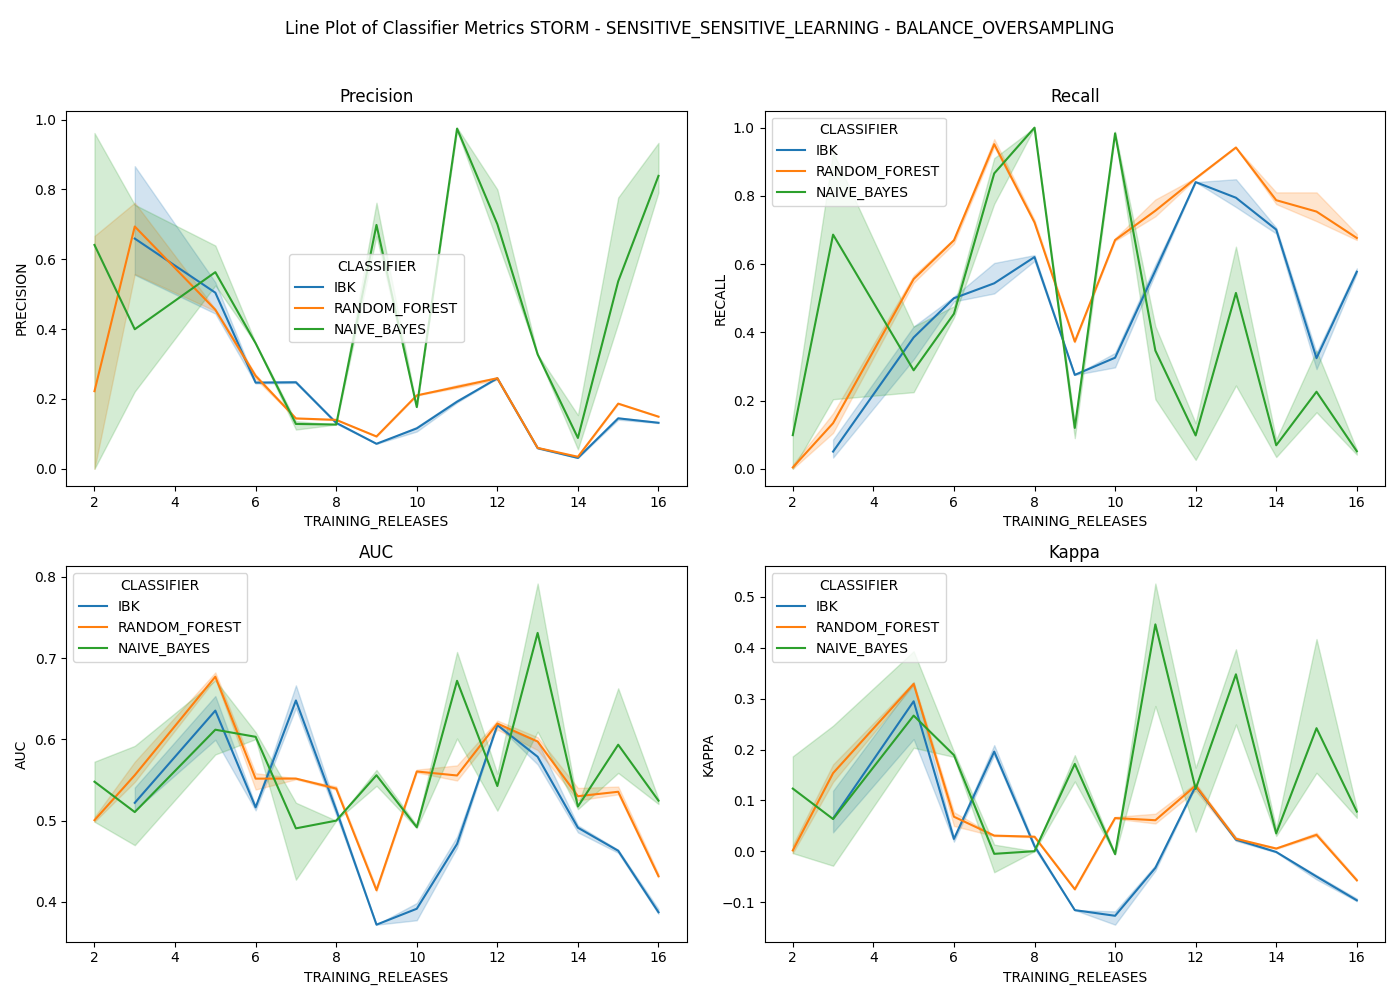 Line Plot of Classifier Metrics STORM - SENSITIVE_SENSITIVE_LEARNING - BALANCE_OVERSAMPLING
Precision
1.0
0.8
0.6
0.4
0.2
0.0
PRECISION
CLASSIFIER
IBK
RANDOM_FOREST
NAIVE_BAYES
2 4 6 8 10 12 14 16
TRAINING_RELEASES
Recall
1.0
0.8
0.6
0.4
0.2
0.0
RECALL
CLASSIFIER
IBK
RANDOM_FOREST
NAIVE_BAYES
2 4 6 8 10 12 14 16
TRAINING_RELEASES
AUC
0.8
0.7
0.6
0.5
0.4
AUC
CLASSIFIER
IBK
RANDOM_FOREST
NAIVE_BAYES
2 4 6 8 10 12 14 16
TRAINING_RELEASES
Kappa
0.5
0.4
0.3
0.2
0.1
0.0
−0.1
KAPPA
CLASSIFIER
IBK
RANDOM_FOREST
NAIVE_BAYES
2 4 6 8 10 12 14 16
TRAINING_RELEASES